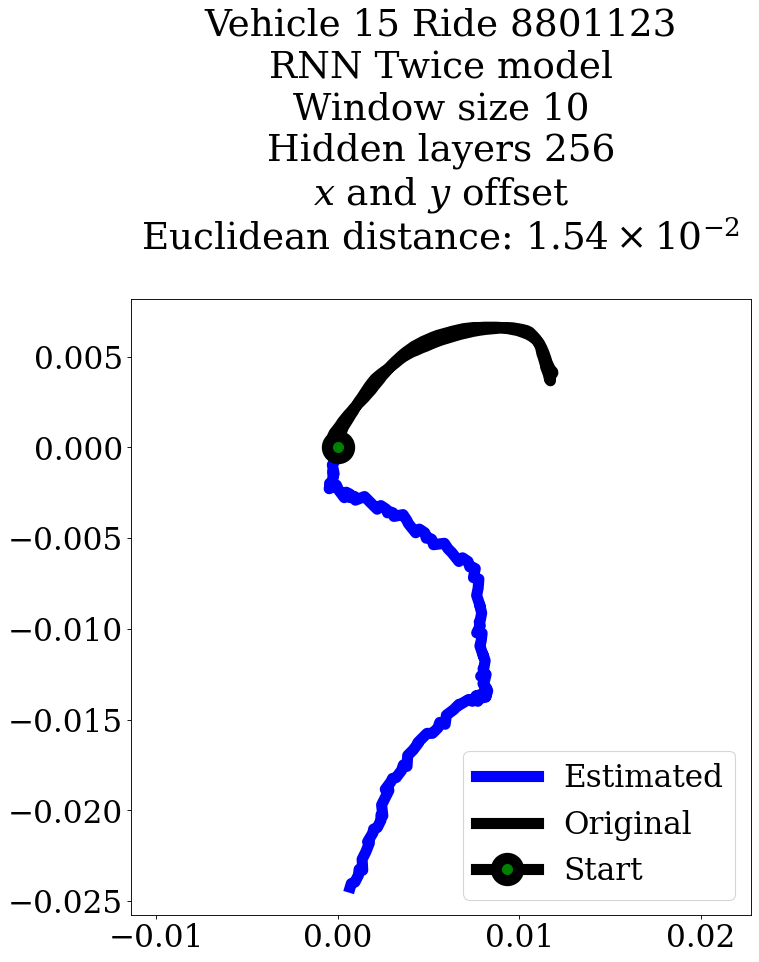 Vehicle 15 Ride 8801123
RNN Twice model
Window size 10
Hidden layers 256
x and y offset
Euclidean distance: 1.54 × 10⁻²
0.005
0.000
−0.005
−0.010
−0.015
−0.020
−0.025
−0.01
0.00
0.01
0.02
Estimated
Original
Start